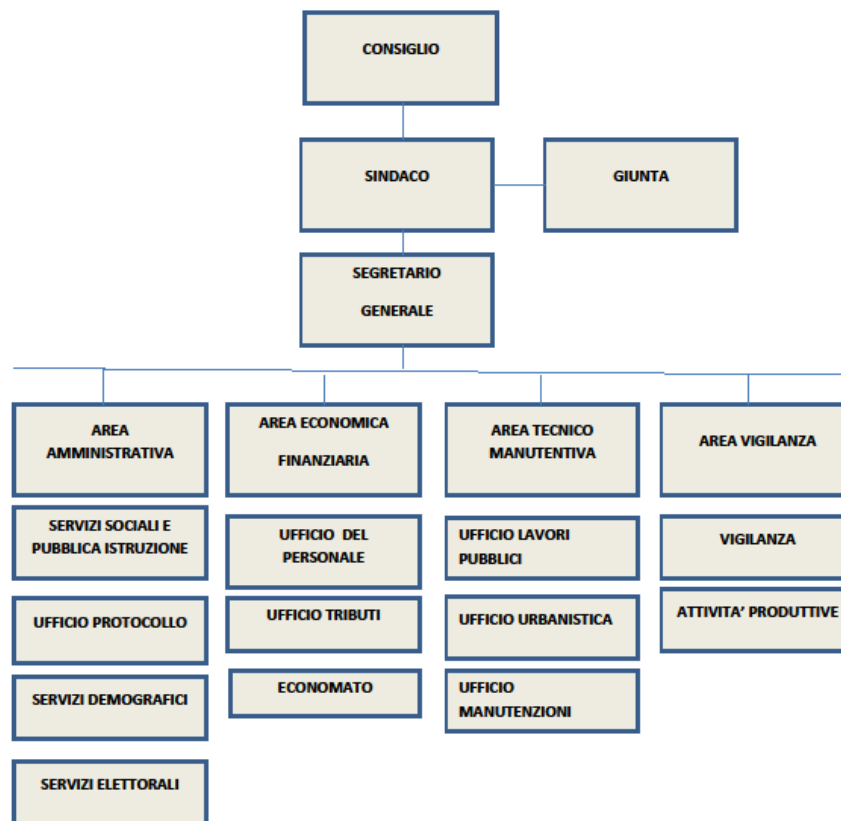 CONSIGLIO
SINDACO
GIUNTA
SEGRETARIO
GENERALE
AREA
AMMINISTRATIVA
SERVIZI SOCIALI E
PUBBLICA ISTRUZIONE
UFFICIO PROTOCOLLO
SERVIZI DEMOGRAFICI
SERVIZI ELETTORALI
AREA ECONOMICA
FINANZIARIA
UFFICIO DEL
PERSONALE
UFFICIO TRIBUTI
ECONOMATO
AREA TECNICO
MANUTENTIVA
UFFICIO LAVORI
PUBBLICI
UFFICIO URBANISTICA
UFFICIO
MANUTENZIONI
AREA VIGILANZA
VIGILANZA
ATTIVITA’ PRODUTTIVE